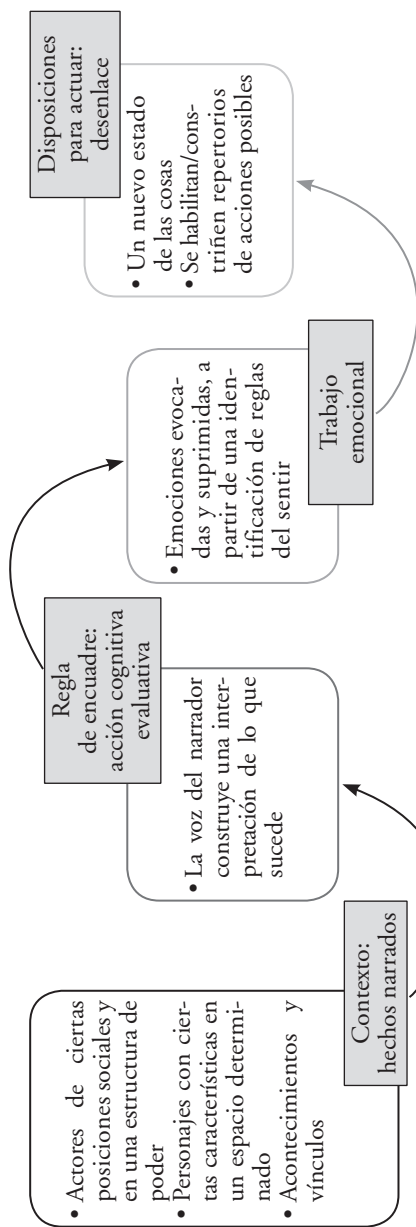 • Actores de ciertas
posiciones sociales y
en una estructura de
poder
• Personajes con cier-
tas características en
un espacio determi-
nado
• Acontecimientos y
vínculos
Contexto:
hechos narrados
Regla
de encuadre:
acción cognitiva
evaluativa
• La voz del narrador
construye una inter-
pretación de lo que
sucede
• Emociones evoca-
das y suprimidas, a
partir de una iden-
tificación de reglas
del sentir
Trabajo
emocional
Disposiciones
para actuar:
desenlace
• Un nuevo estado
de las cosas
• Se habilitan/cons-
triñen repertorios
de acciones posibles